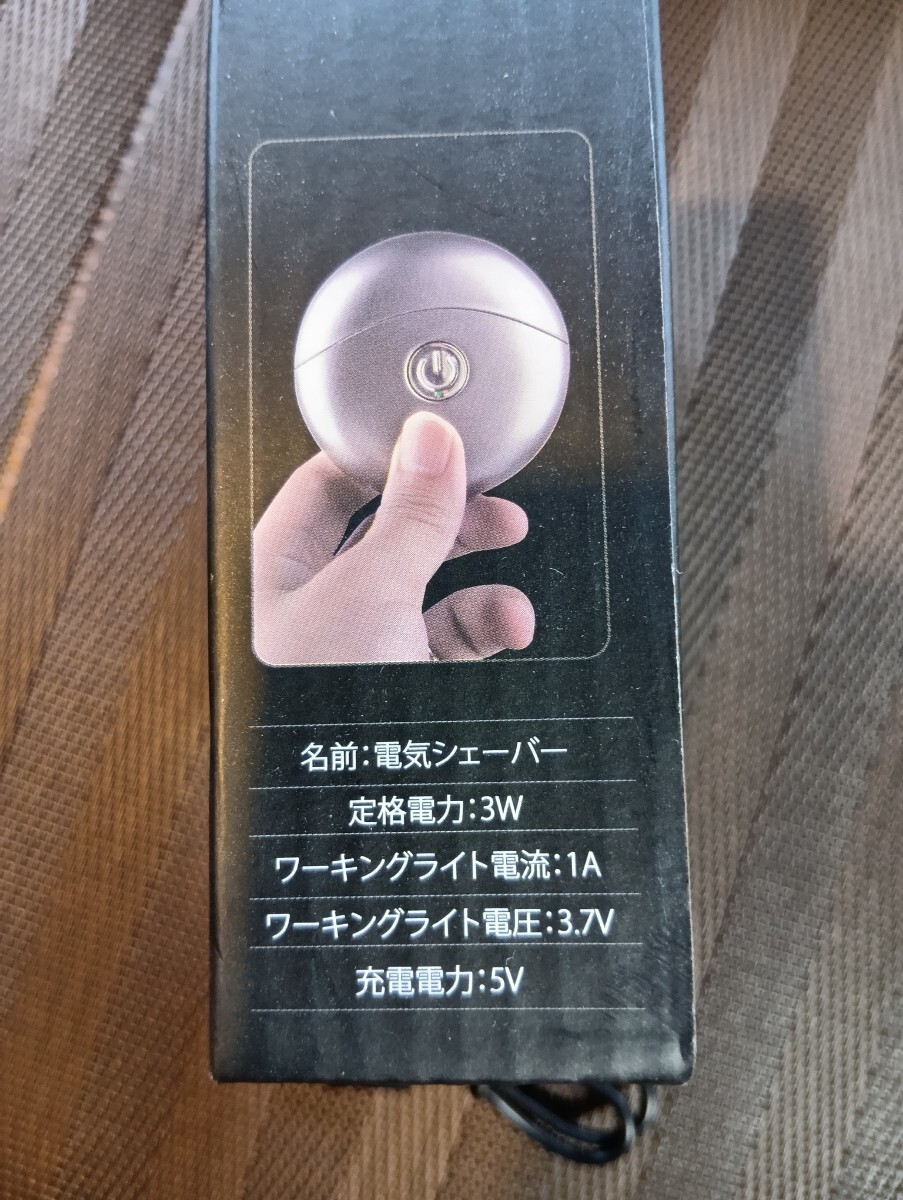 名前：電気シェーバー
定格電力：3W
ワーキングライト電流：1A
ワーキングライト電圧：3.7V
充電電力：5V